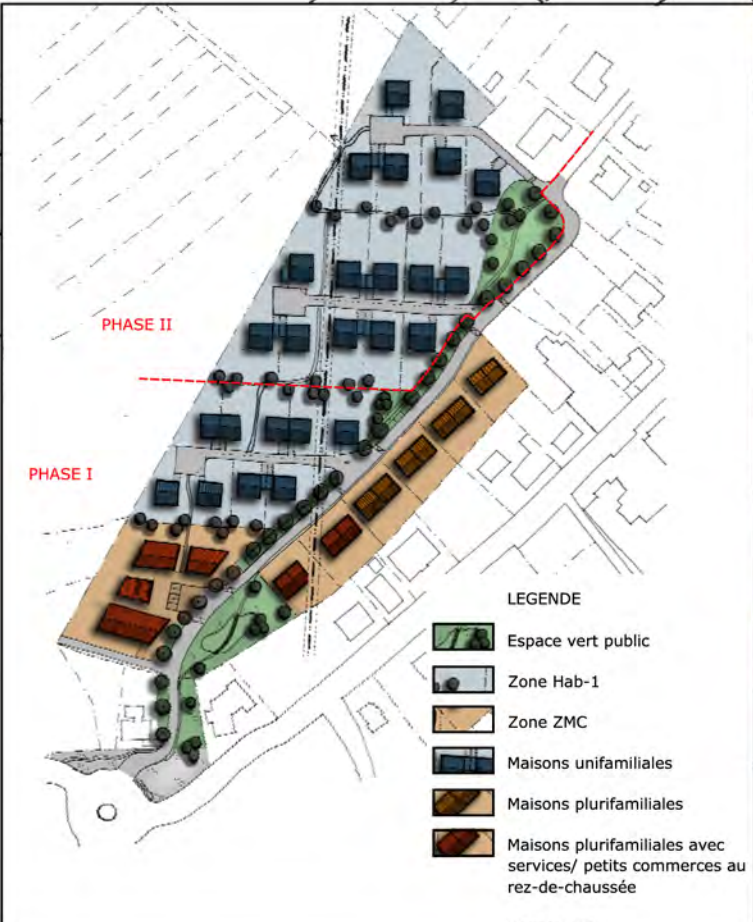 PHASE II
PHASE I
LEGENDE
Espace vert public
Zone Hab-1
Zone ZMC
Maisons unifamiliales
Maisons plurifamiliales
Maisons plurifamiliales avec
services/ petits commerces au
rez-de-chaussée